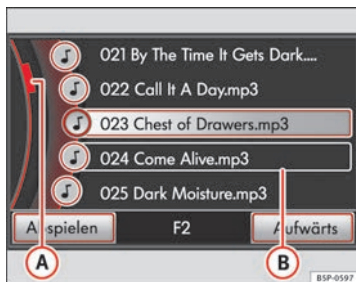 021 By The Time It Gets Dark....
022 Call It A Day.mp3
023 Chest of Drawers.mp3
024 Come Alive.mp3
025 Dark Moisture.mp3
Abspielen F2 Aufwärts
A B
B5P-0597